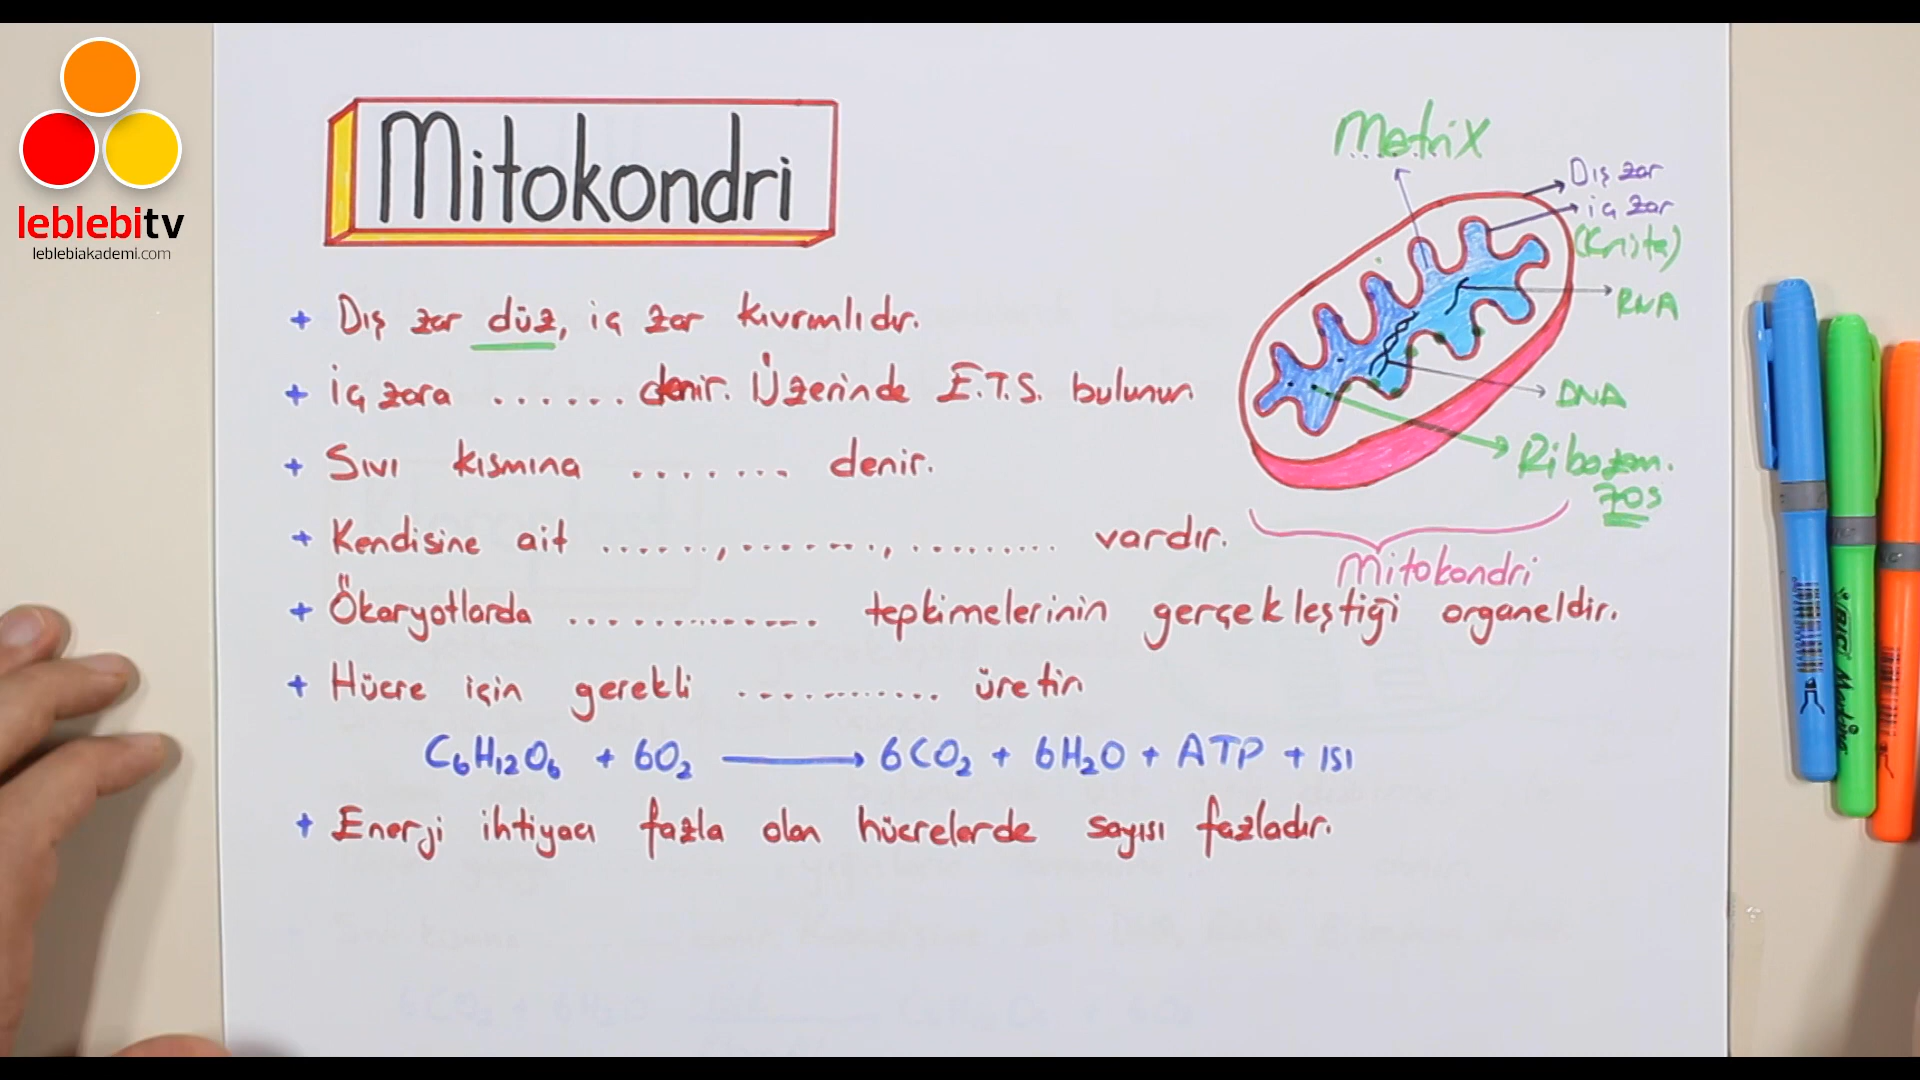 leblebitv
leblebiakademi.com
Mitokondri
+ Dış zar düz, iç zar kıvrımlıdır.
+ İç zara ...... denir. Üzerinde E.T.S. bulunur.
+ Sıvı kısmına ....... denir.
+ Kendisine ait ......, ......., ......... vardır.
+ Ökaryotlarda .............. tepkimelerinin gerçekleştiği organeldir.
+ Hücre için gerekli ............ üretir
C₆H₁₂O₆ + 6O₂ ⟶ 6CO₂ + 6H₂O + ATP + ısı
+ Enerji ihtiyacı fazla olan hücrelerde sayısı fazladır.
Matrix
Dış zar
iç zar
(Krista)
RNA
DNA
Ribozom.
70s
Mitokondri
BIC Marking